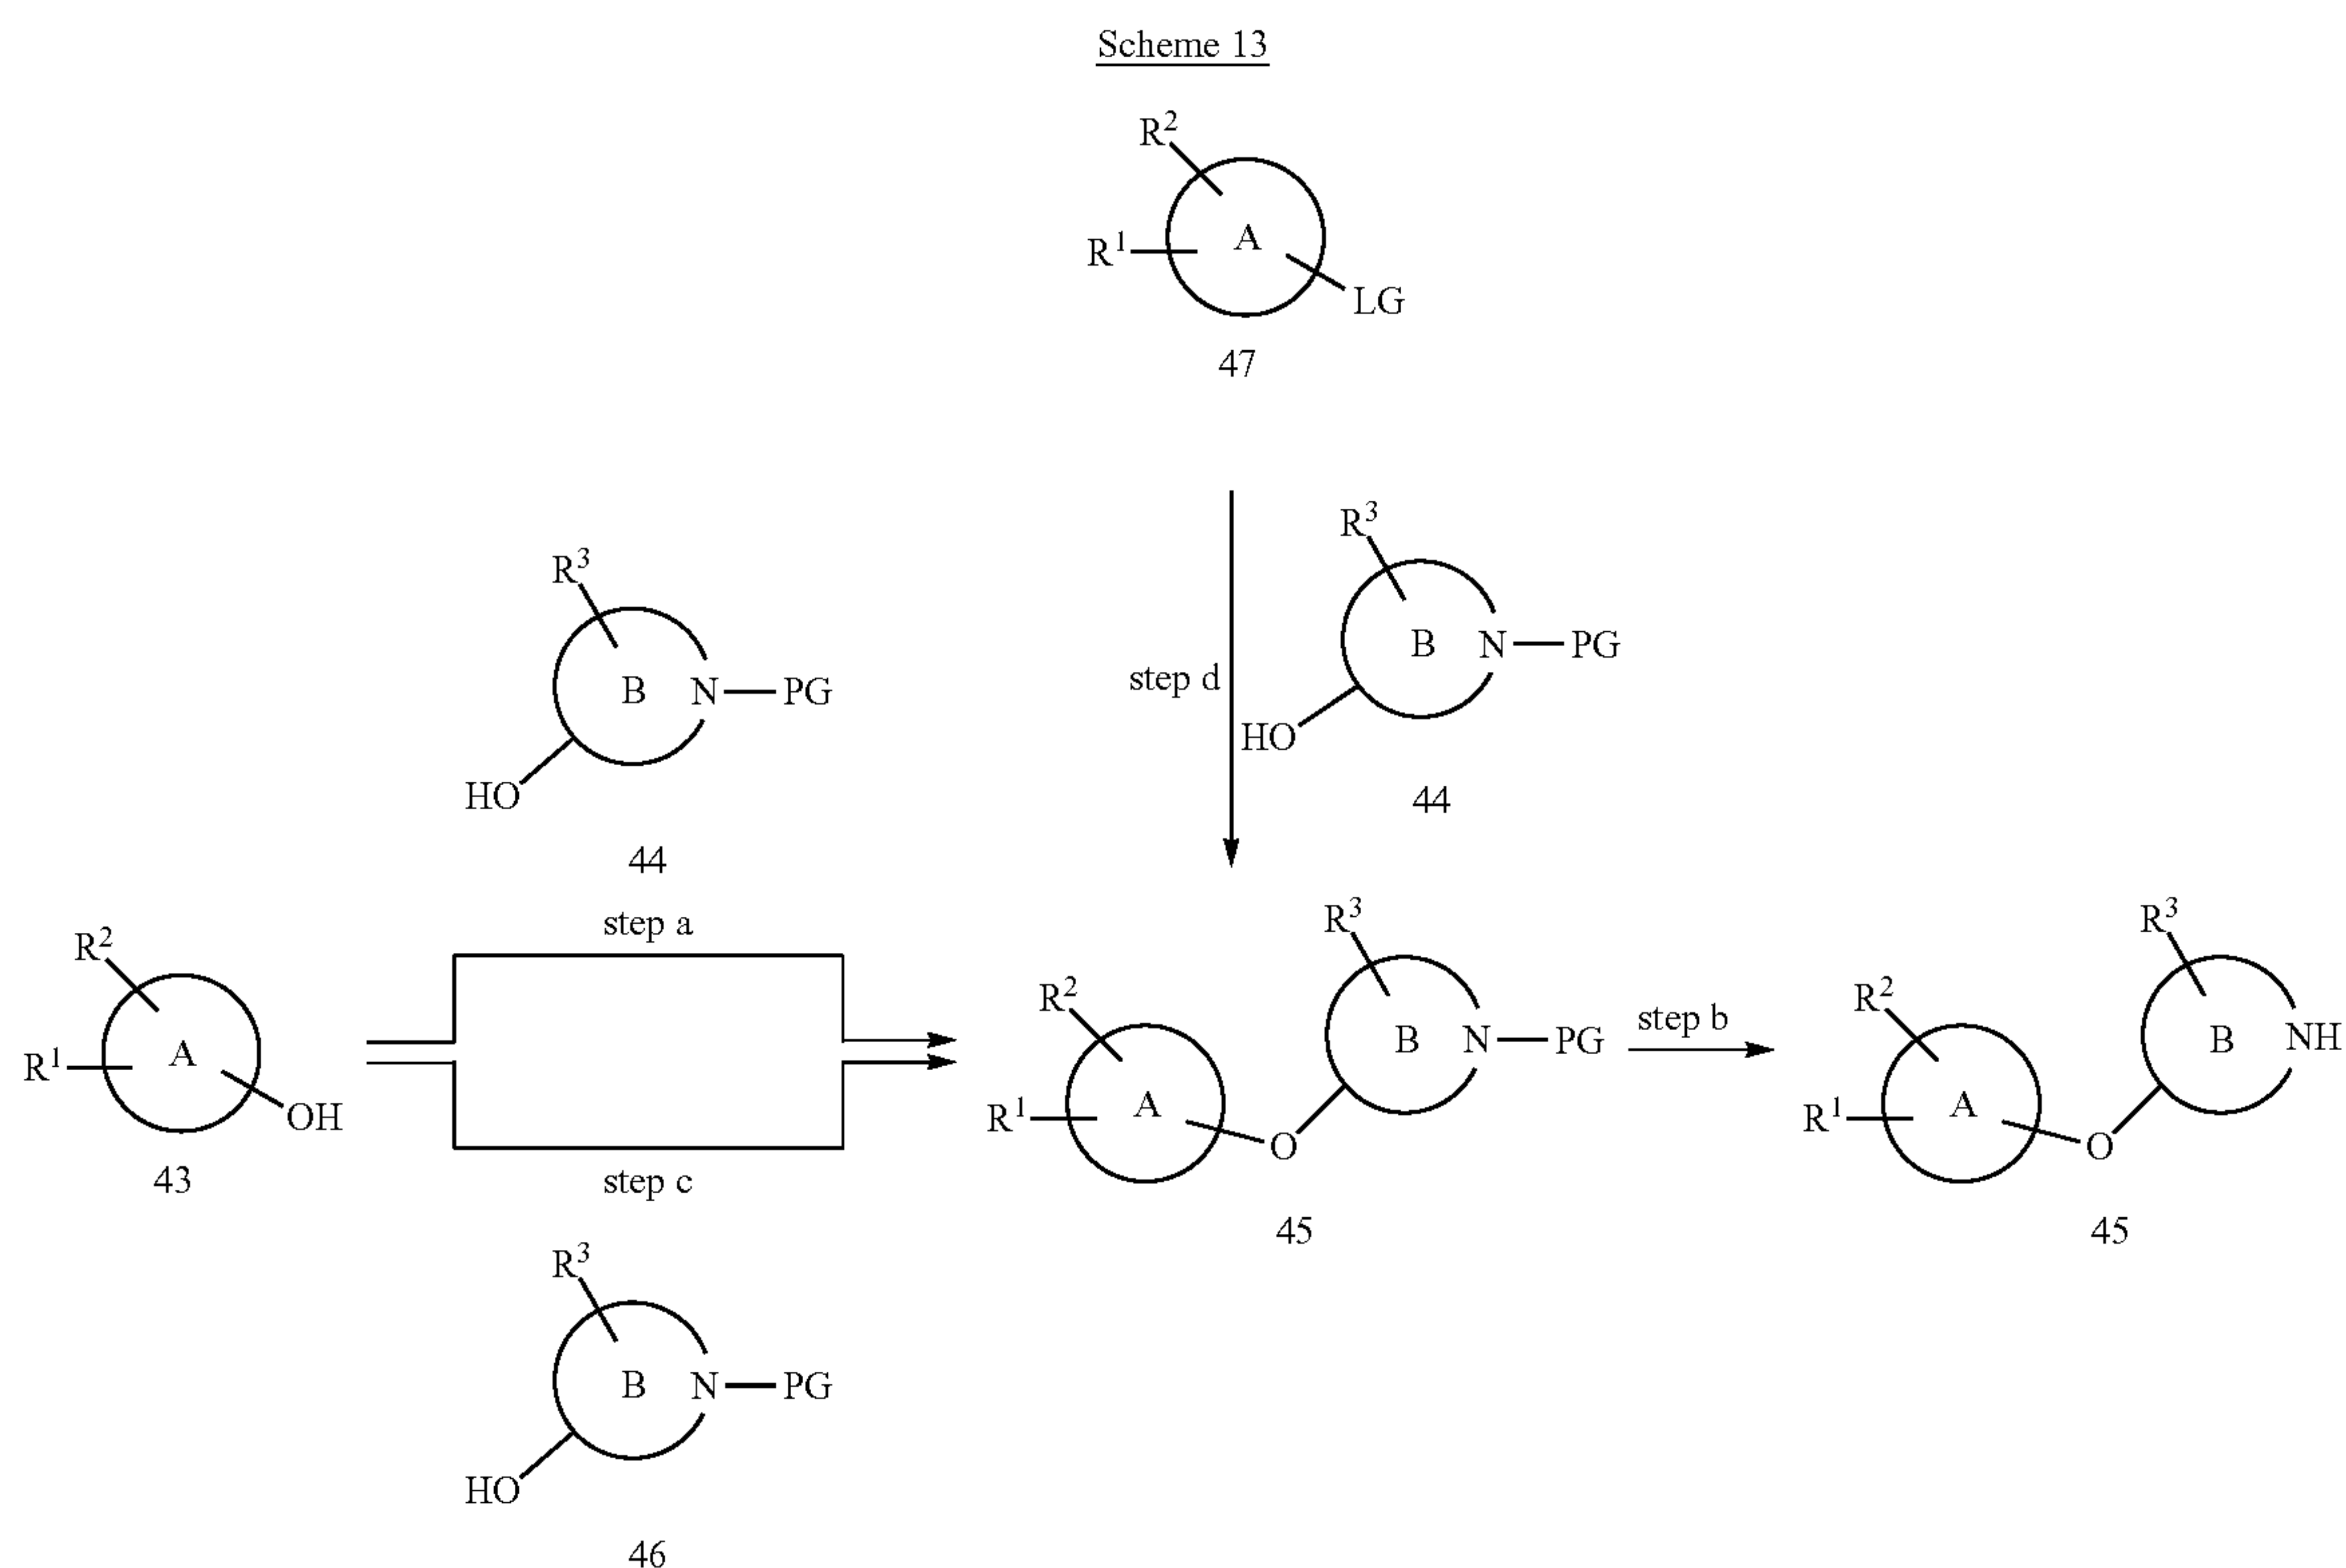 Scheme 13
R²
R¹
A
LG
47
R³
B
N
PG
HO
44
step d
R³
B
N
PG
HO
44
step a
R²
R¹
A
OH
43
step c
R³
B
N
PG
HO
46
R²
R¹
A
O
R³
B
N
PG
45
step b
R²
R¹
A
O
R³
B
NH
45